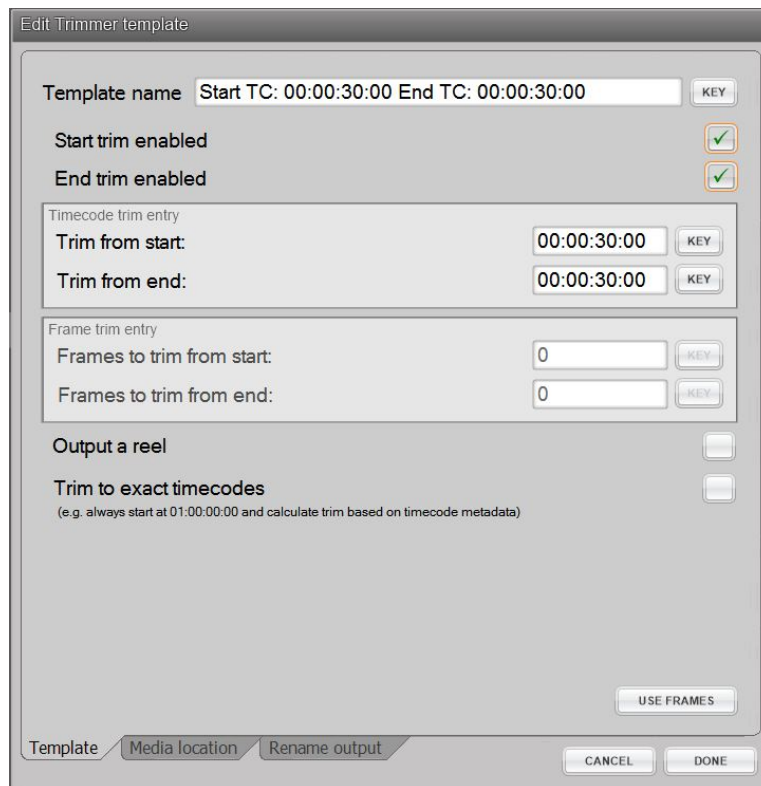 Edit Trimmer template
Template name Start TC: 00:00:30:00 End TC: 00:00:30:00 KEY
Start trim enabled
End trim enabled
Timecode trim entry
Trim from start: 00:00:30:00 KEY
Trim from end: 00:00:30:00 KEY
Frame trim entry
Frames to trim from start: 0 KEY
Frames to trim from end: 0 KEY
Output a reel
Trim to exact timecodes
(e.g. always start at 01:00:00:00 and calculate trim based on timecode metadata)
USE FRAMES
Template Media location Rename output
CANCEL DONE